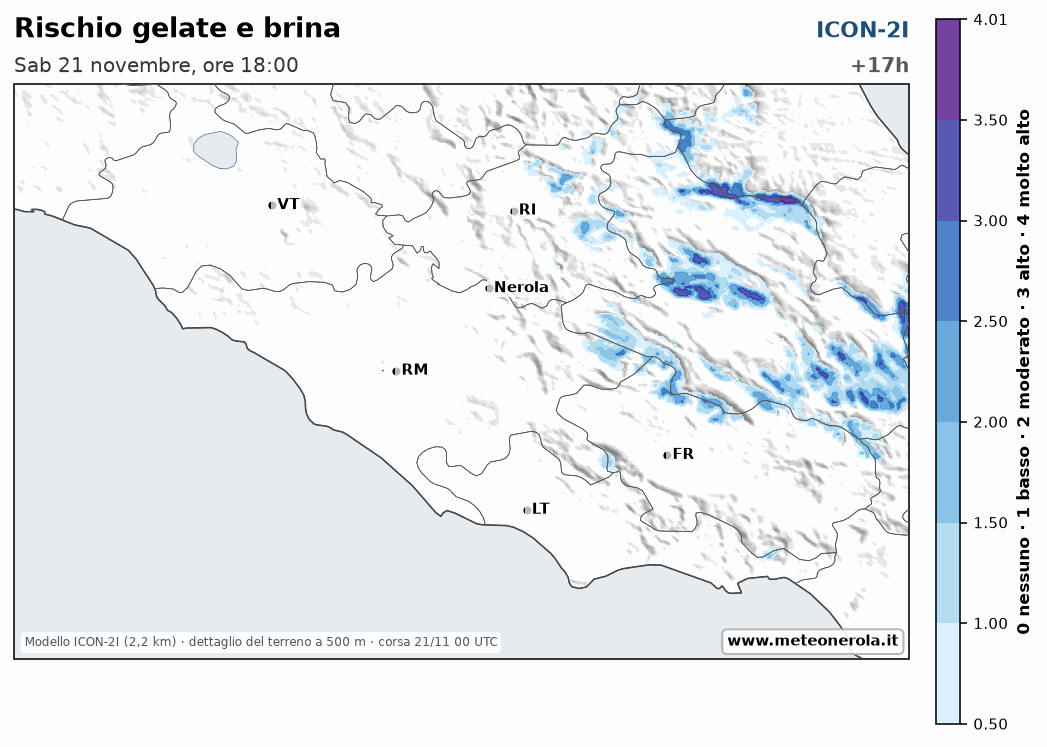 Rischio gelate e brina
ICON-2I
Sab 21 novembre, ore 18:00
+17h
VT
RI
Nerola
RM
FR
LT
Modello ICON-2I (2,2 km) · dettaglio del terreno a 500 m · corsa 21/11 00 UTC
www.meteonerola.it
4.01
3.50
3.00
2.50
2.00
1.50
1.00
0.50
0 nessuno · 1 basso · 2 moderato · 3 alto · 4 molto alto